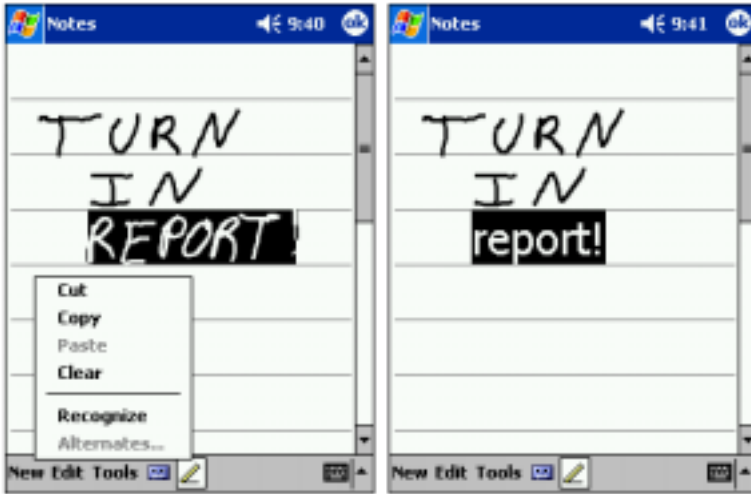 Notes 9:40 ok
TURN
IN
REPORT!
Cut
Copy
Paste
Clear
Recognize
Alternates...
New Edit Tools
Notes 9:41 ok
TURN
IN
report!
New Edit Tools